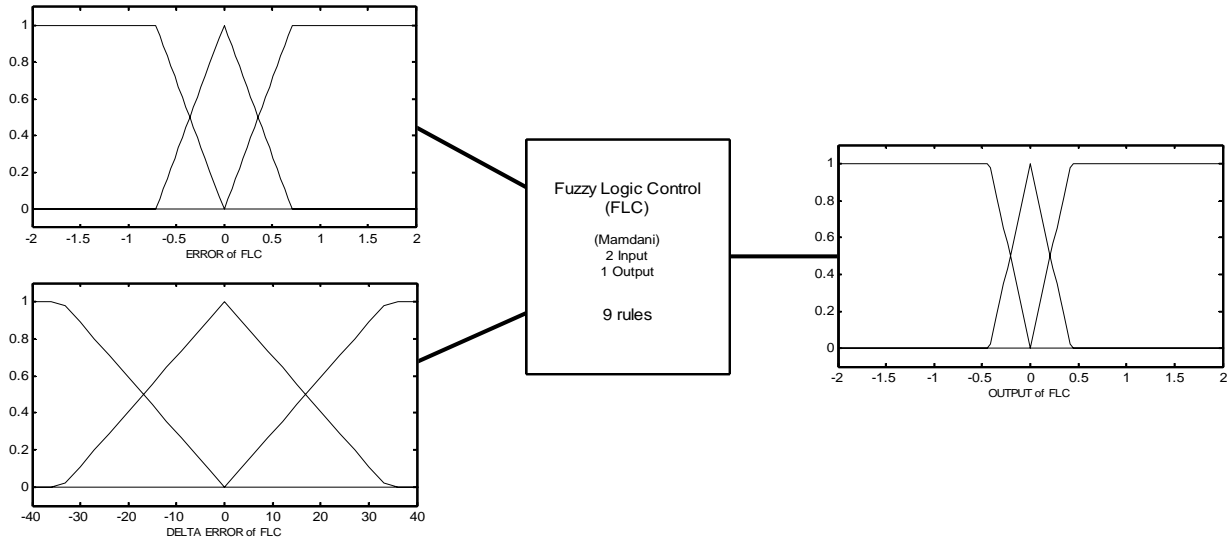 1
0.8
0.6
0.4
0.2
0
-2 -1.5 -1 -0.5 0 0.5 1 1.5 2
ERROR of FLC
1
0.8
0.6
0.4
0.2
0
-40 -30 -20 -10 0 10 20 30 40
DELTA ERROR of FLC
Fuzzy Logic Control
(FLC)
(Mamdani)
2 Input
1 Output
9 rules
1
0.8
0.6
0.4
0.2
0
-2 -1.5 -1 -0.5 0 0.5 1 1.5 2
OUTPUT of FLC